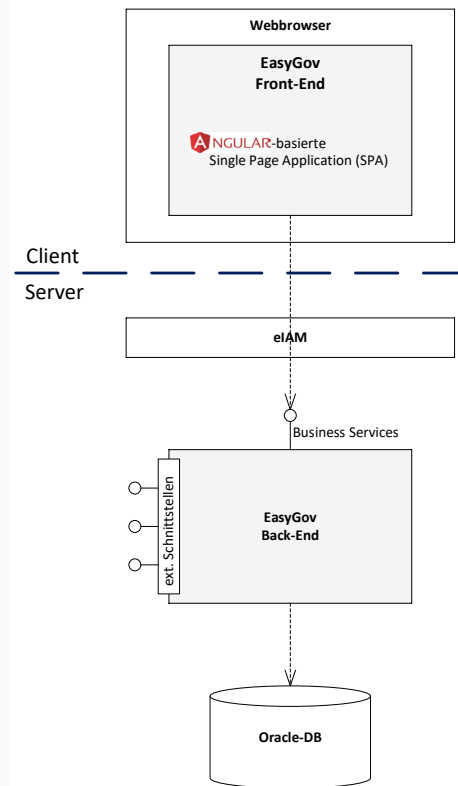 Webbrowser
EasyGov
Front-End
ANGULAR-basierte
Single Page Application (SPA)
Client
Server
eIAM
Business Services
ext. Schnittstellen
EasyGov
Back-End
Oracle-DB